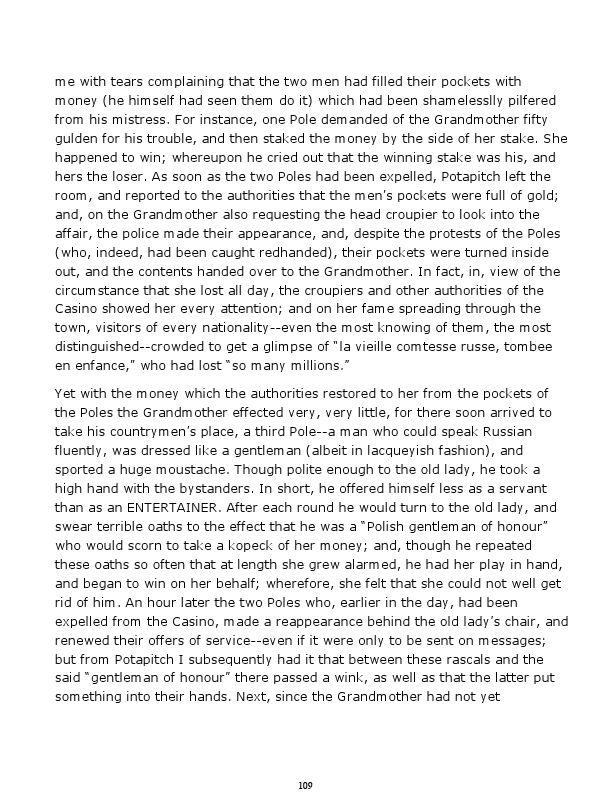 me with tears complaining that the two men had filled their pockets with
money (he himself had seen them do it) which had been shamelesslly pilfered
from his mistress. For instance, one Pole demanded of the Grandmother fifty
gulden for his trouble, and then staked the money by the side of her stake. She
happened to win; whereupon he cried out that the winning stake was his, and
hers the loser. As soon as the two Poles had been expelled, Potapitch left the
room, and reported to the authorities that the men’s pockets were full of gold;
and, on the Grandmother also requesting the head croupier to look into the
affair, the police made their appearance, and, despite the protests of the Poles
(who, indeed, had been caught redhanded), their pockets were turned inside
out, and the contents handed over to the Grandmother. In fact, in, view of the
circumstance that she lost all day, the croupiers and other authorities of the
Casino showed her every attention; and on her fame spreading through the
town, visitors of every nationality--even the most knowing of them, the most
distinguished--crowded to get a glimpse of “la vieille comtesse russe, tombee
en enfance,” who had lost “so many millions.”
Yet with the money which the authorities restored to her from the pockets of
the Poles the Grandmother effected very, very little, for there soon arrived to
take his countrymen’s place, a third Pole--a man who could speak Russian
fluently, was dressed like a gentleman (albeit in lacqueyish fashion), and
sported a huge moustache. Though polite enough to the old lady, he took a
high hand with the bystanders. In short, he offered himself less as a servant
than as an ENTERTAINER. After each round he would turn to the old lady, and
swear terrible oaths to the effect that he was a “Polish gentleman of honour”
who would scorn to take a kopeck of her money; and, though he repeated
these oaths so often that at length she grew alarmed, he had her play in hand,
and began to win on her behalf; wherefore, she felt that she could not well get
rid of him. An hour later the two Poles who, earlier in the day, had been
expelled from the Casino, made a reappearance behind the old lady’s chair, and
renewed their offers of service--even if it were only to be sent on messages;
but from Potapitch I subsequently had it that between these rascals and the
said “gentleman of honour” there passed a wink, as well as that the latter put
something into their hands. Next, since the Grandmother had not yet
109